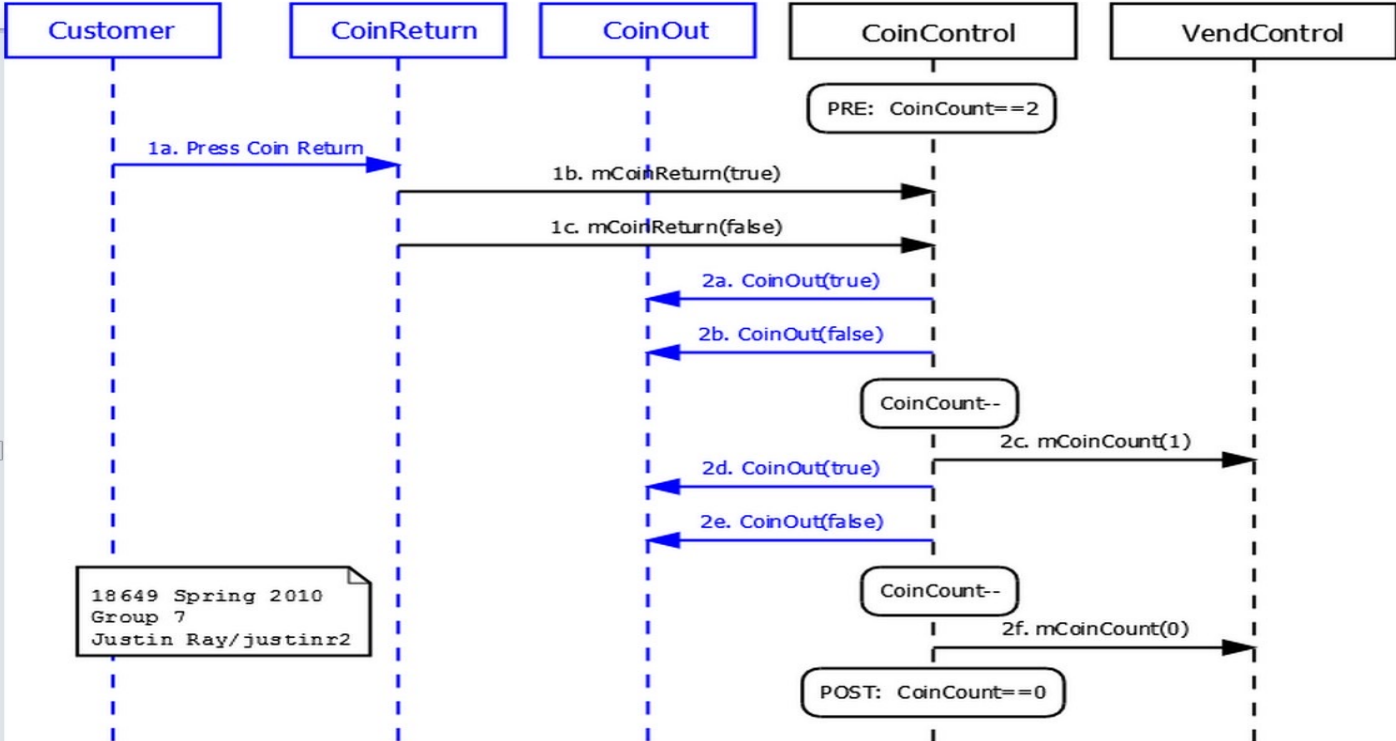 Customer
CoinReturn
CoinOut
CoinControl
VendControl
PRE: CoinCount==2
1a. Press Coin Return
1b. mCoinReturn(true)
1c. mCoinReturn(false)
2a. CoinOut(true)
2b. CoinOut(false)
CoinCount--
2c. mCoinCount(1)
2d. CoinOut(true)
2e. CoinOut(false)
CoinCount--
18649 Spring 2010
Group 7
Justin Ray/justinr2
2f. mCoinCount(0)
POST: CoinCount==0